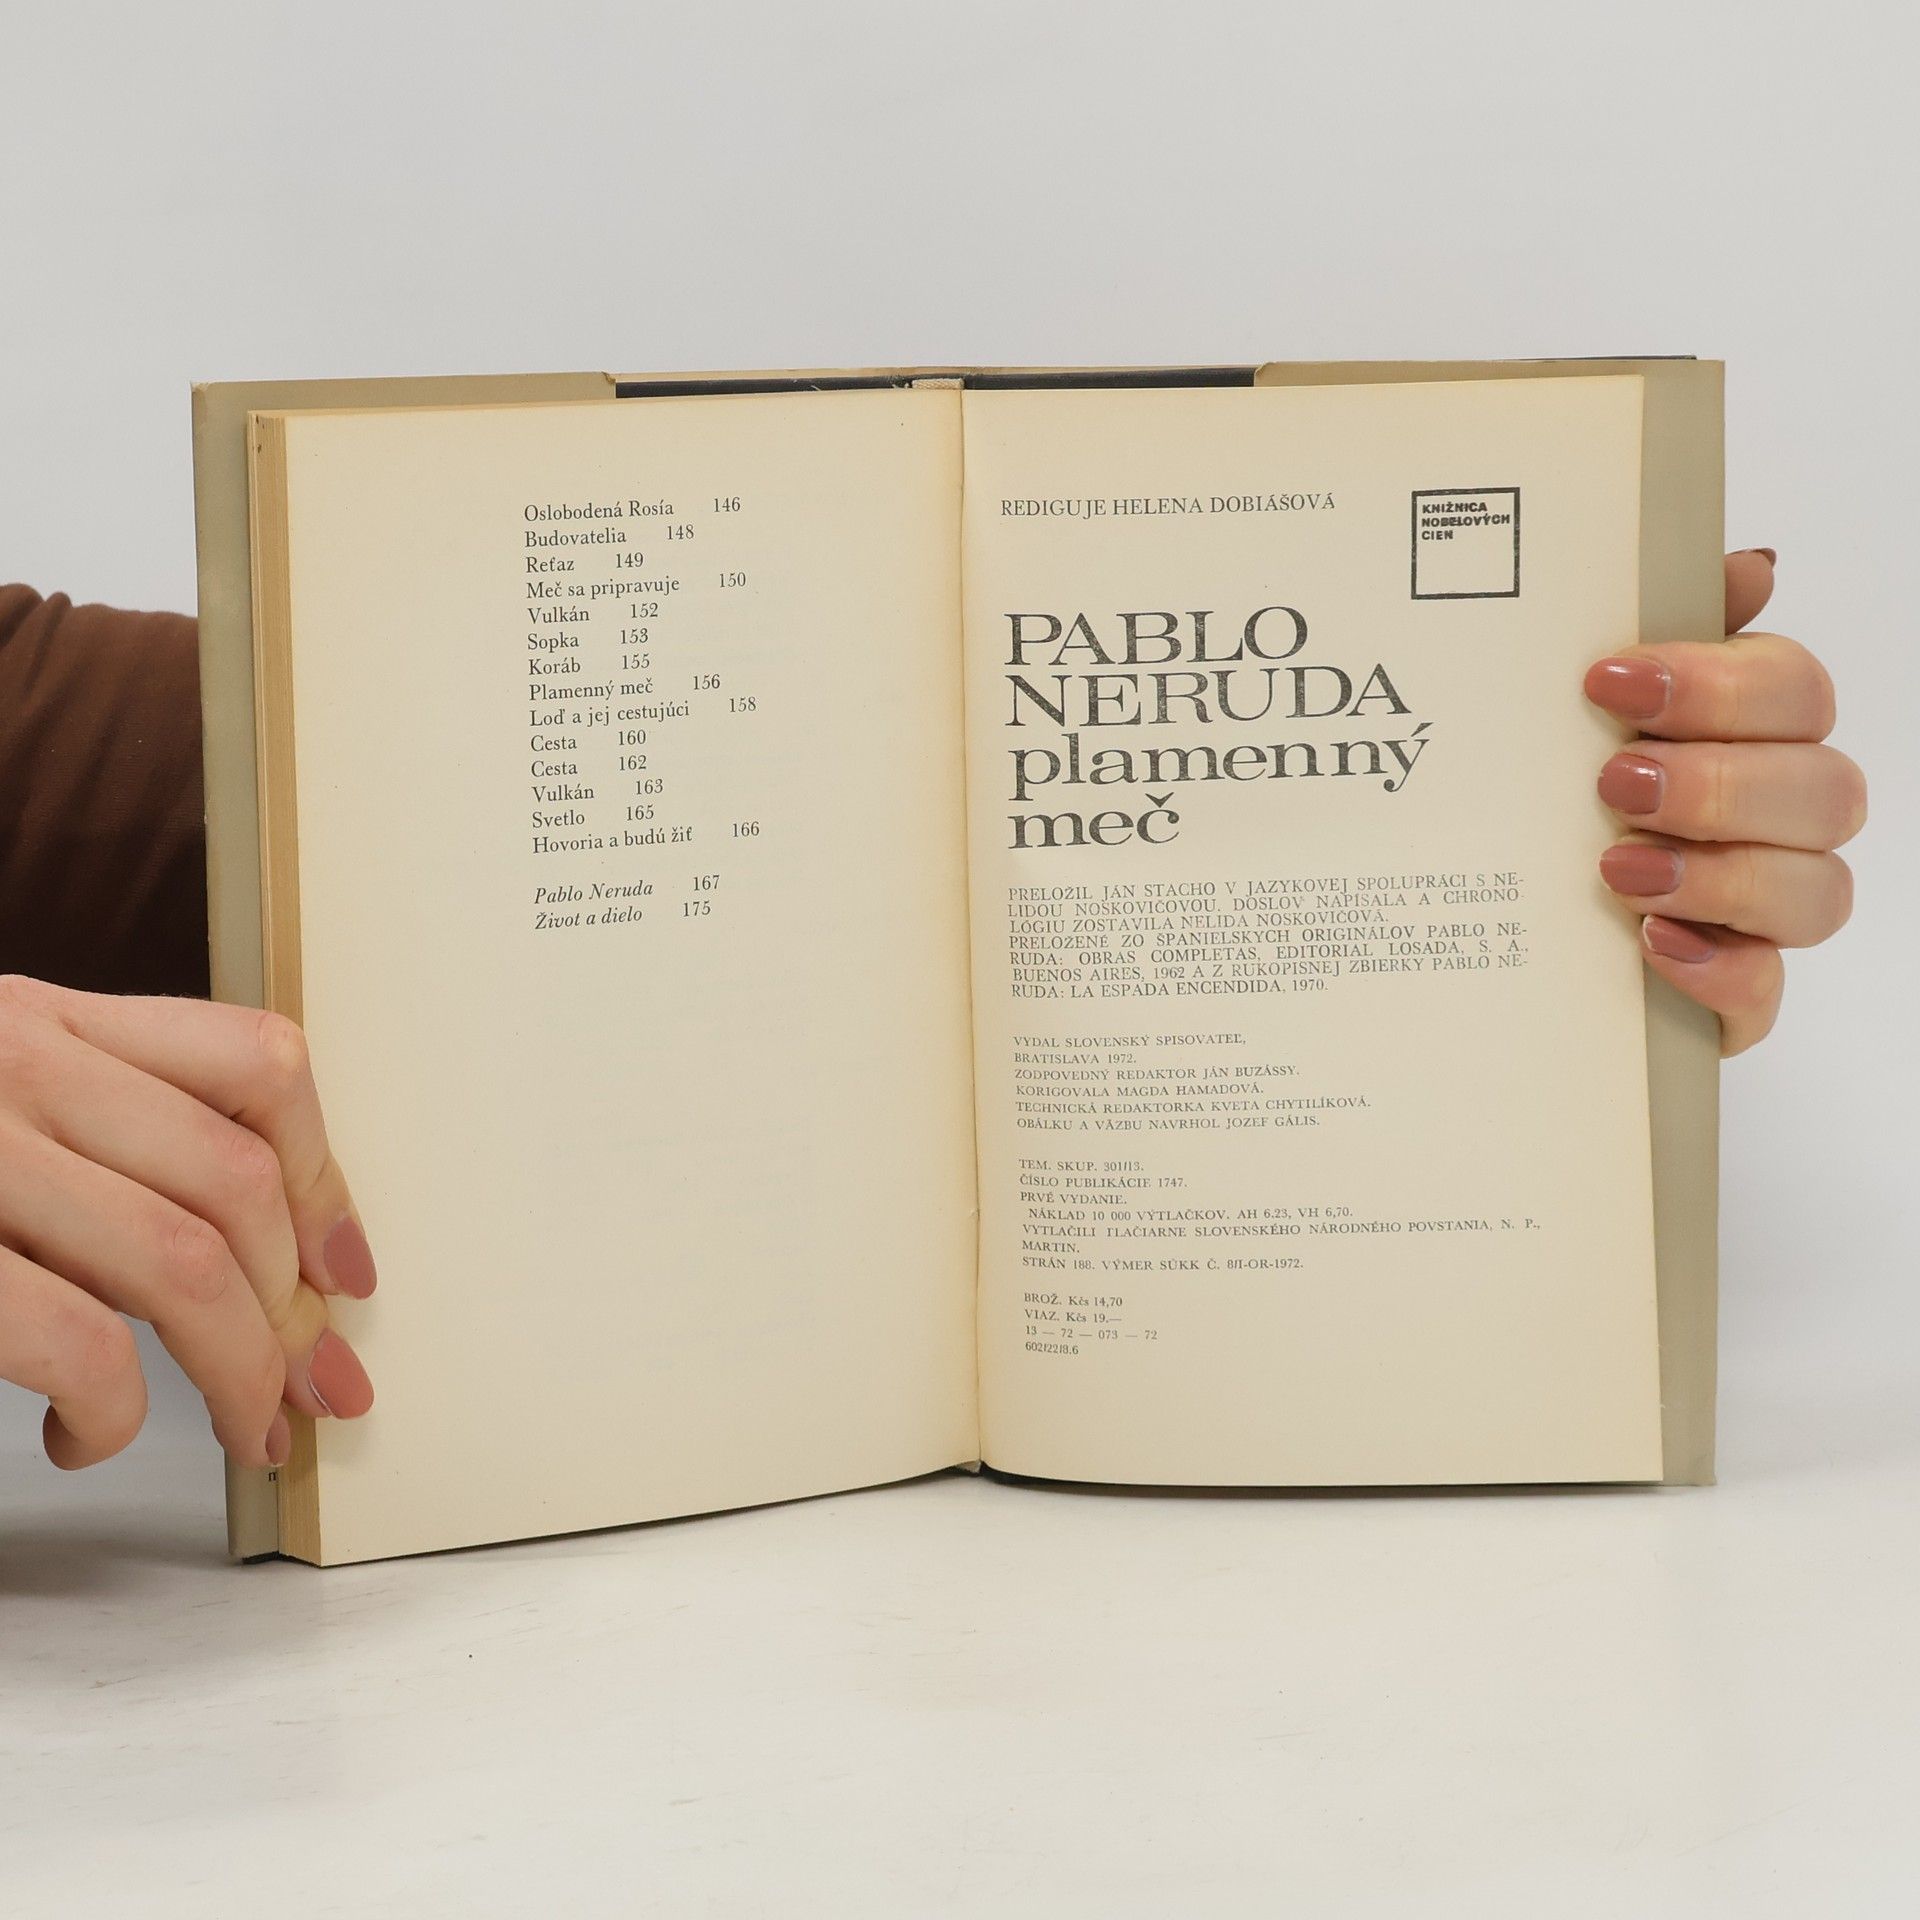 Oslobodená Rosía 146
Budovatelia 148
Reťaz 149
Meč sa pripravuje 150
Vulkán 152
Sopka 153
Koráb 155
Plamenný meč 156
Loď a jej cestujúci 158
Cesta 160
Cesta 162
Vulkán 163
Svetlo 165
Hovoria a budú žiť 166
Pablo Neruda 167
Život a dielo 175
REDIGUJE HELENA DOBIÁŠOVÁ
KNIŽNICA
NOBELOVÝCH
CIEN
PABLO
NERUDA
plamenný
meč
PRELOŽIL JÁN STACHO V JAZYKOVEJ SPOLUPRÁCI S NE-
LIDOU NOSKOVIČOVOU. DOSLOV NAPÍSALA A CHRONO-
LÓGIU ZOSTAVILA NELIDA NOSKOVIČOVÁ.
PRELOŽENÉ ZO ŠPANIELSKYCH ORIGINÁLOV PABLO NE-
RUDA: OBRAS COMPLETAS, EDITORIAL LOSADA, S. A.,
BUENOS AIRES, 1962 A Z RUKOPISNEJ ZBIERKY PABLO NE-
RUDA: LA ESPADA ENCENDIDA, 1970.
VYDAL SLOVENSKÝ SPISOVATEĽ,
BRATISLAVA 1972.
ZODPOVEDNÝ REDAKTOR JÁN BUZÁSSY.
KORIGOVALA MAGDA HAMADOVÁ.
TECHNICKÁ REDAKTORKA KVETA CHYTILÍKOVÁ.
OBÁLKU A VÄZBU NAVRHOL JOZEF GÁLIS.
TEM. SKUP. 301/13.
ČÍSLO PUBLIKÁCIE 1747.
PRVÉ VYDANIE.
NÁKLAD 10 000 VÝTLAČKOV. AH 6.23, VH 6,70.
VYTLAČILI TLAČIARNE SLOVENSKÉHO NÁRODNÉHO POVSTANIA, N. P.,
MARTIN.
STRÁN 188. VÝMER SÚKK Č. 8/I-OR-1972.
BROŽ. Kčs 14,70
VIAZ. Kčs 19.—
13 — 72 — 073 — 72
602/22/8.6